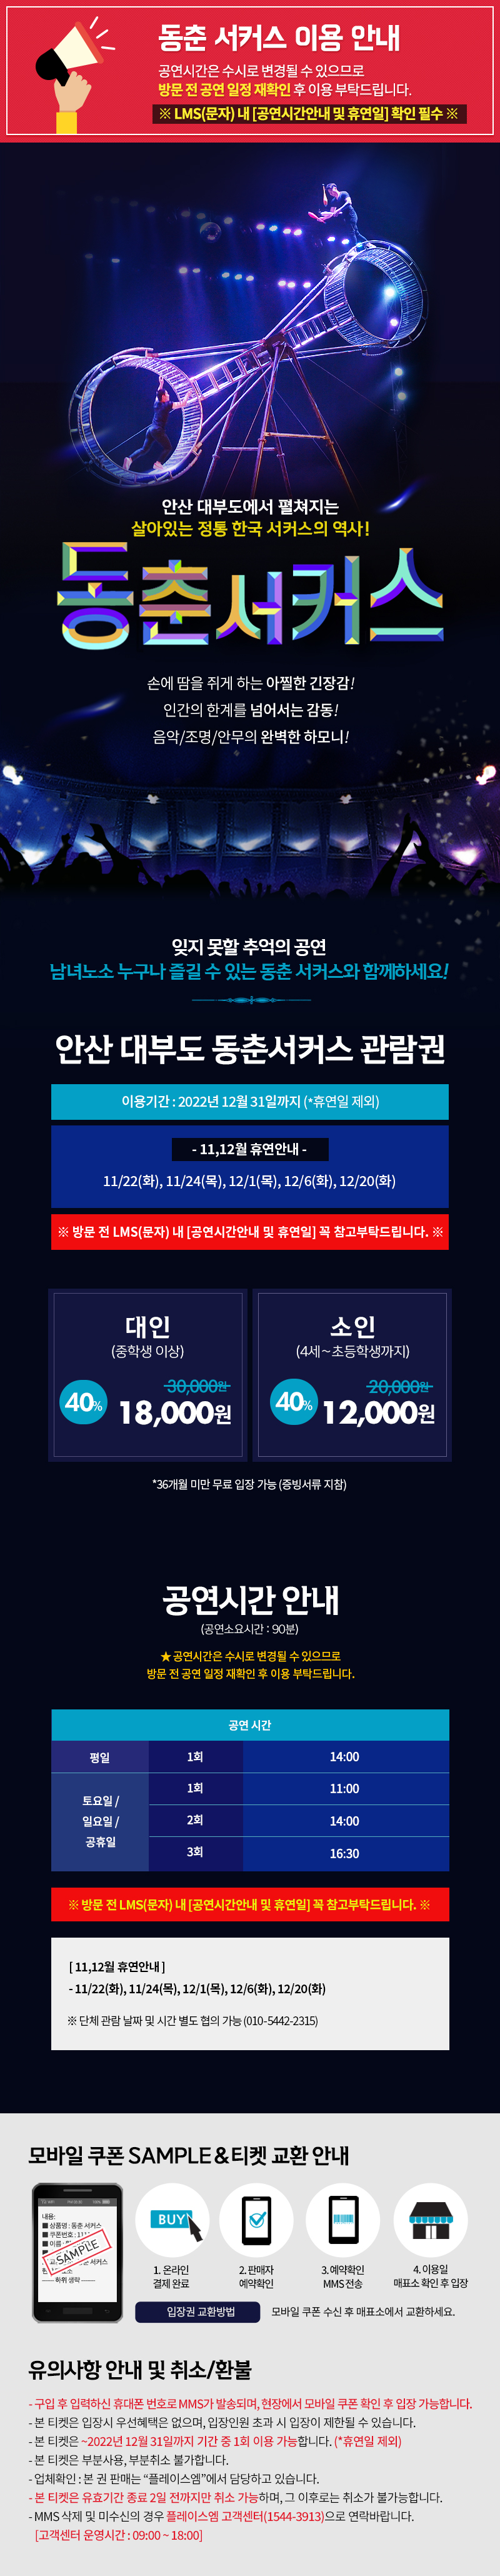 동춘 서커스 이용 안내
공연시간은 수시로 변경될 수 있으므로
방문 전 공연 일정 재확인 후 이용 부탁드립니다.
※ LMS(문자) 내 [공연시간안내 및 휴연일] 확인 필수 ※
안산 대부도에서 펼쳐지는
살아있는 정통 한국 서커스의 역사!
동춘서커스
손에 땀을 쥐게 하는 아찔한 긴장감!
인간의 한계를 넘어서는 감동!
음악/조명/안무의 완벽한 하모니!
잊지 못할 추억의 공연
남녀노소 누구나 즐길 수 있는 동춘 서커스와 함께하세요!
안산 대부도 동춘서커스 관람권
이용기간 : 2022년 12월 31일까지 (*휴연일 제외)
- 11,12월 휴연안내 -
11/22(화), 11/24(목), 12/1(목), 12/6(화), 12/20(화)
※ 방문 전 LMS(문자) 내 [공연시간안내 및 휴연일] 꼭 참고부탁드립니다. ※
대인
(중학생 이상)
40%
30,000원
18,000원
소인
(4세~초등학생까지)
40%
20,000원
12,000원
*36개월 미만 무료 입장 가능 (증빙서류 지참)
공연시간 안내
(공연소요시간 : 90분)
★ 공연시간은 수시로 변경될 수 있으므로
방문 전 공연 일정 재확인 후 이용 부탁드립니다.
공연 시간
평일 1회 14:00
토요일 / 일요일 / 공휴일
1회 11:00
2회 14:00
3회 16:30
※ 방문 전 LMS(문자) 내 [공연시간안내 및 휴연일] 꼭 참고부탁드립니다. ※
[ 11,12월 휴연안내 ]
- 11/22(화), 11/24(목), 12/1(목), 12/6(화), 12/20(화)
※ 단체 관람 날짜 및 시간 별도 협의 가능 (010-5442-2315)
모바일 쿠폰 SAMPLE & 티켓 교환 안내
내용:
■ 상품명 : 동춘 서커스
■ 쿠폰번호 : 1
SAMPLE
BUY
1. 온라인
결제 완료
2. 판매자
예약확인
3. 예약확인
MMS 전송
4. 이용일
매표소 확인 후 입장
입장권 교환방법
모바일 쿠폰 수신 후 매표소에서 교환하세요.
유의사항 안내 및 취소/환불
- 구입 후 입력하신 휴대폰 번호로 MMS가 발송되며, 현장에서 모바일 쿠폰 확인 후 입장 가능합니다.
- 본 티켓은 입장시 우선혜택은 없으며, 입장인원 초과 시 입장이 제한될 수 있습니다.
- 본 티켓은 ~2022년 12월 31일까지 기간 중 1회 이용 가능합니다. (*휴연일 제외)
- 본 티켓은 부분사용, 부분취소 불가합니다.
- 업체확인 : 본 권 판매는 “플레이스엠”에서 담당하고 있습니다.
- 본 티켓은 유효기간 종료 2일 전까지만 취소 가능하며, 그 이후로는 취소가 불가능합니다.
- MMS 삭제 및 미수신의 경우 플레이스엠 고객센터(1544-3913)으로 연락바랍니다.
[고객센터 운영시간 : 09:00 ~ 18:00]